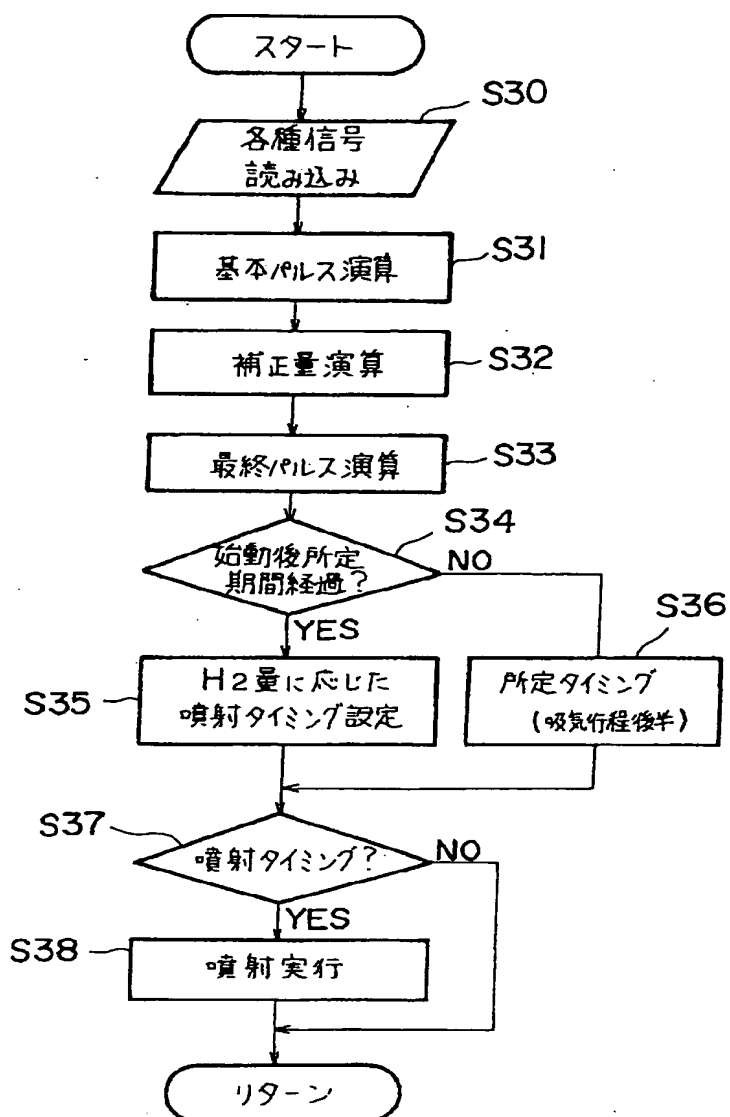 スタート
S30
各種信号
読み込み
S31
基本パルス演算
S32
補正量演算
S33
最終パルス演算
S34
始動後所定
期間経過?
NO
YES
S36
S35
H2量に応じた
噴射タイミング設定
所定タイミング
(吸気行程後半)
S37
噴射タイミング?
NO
YES
S38
噴射実行
リターン